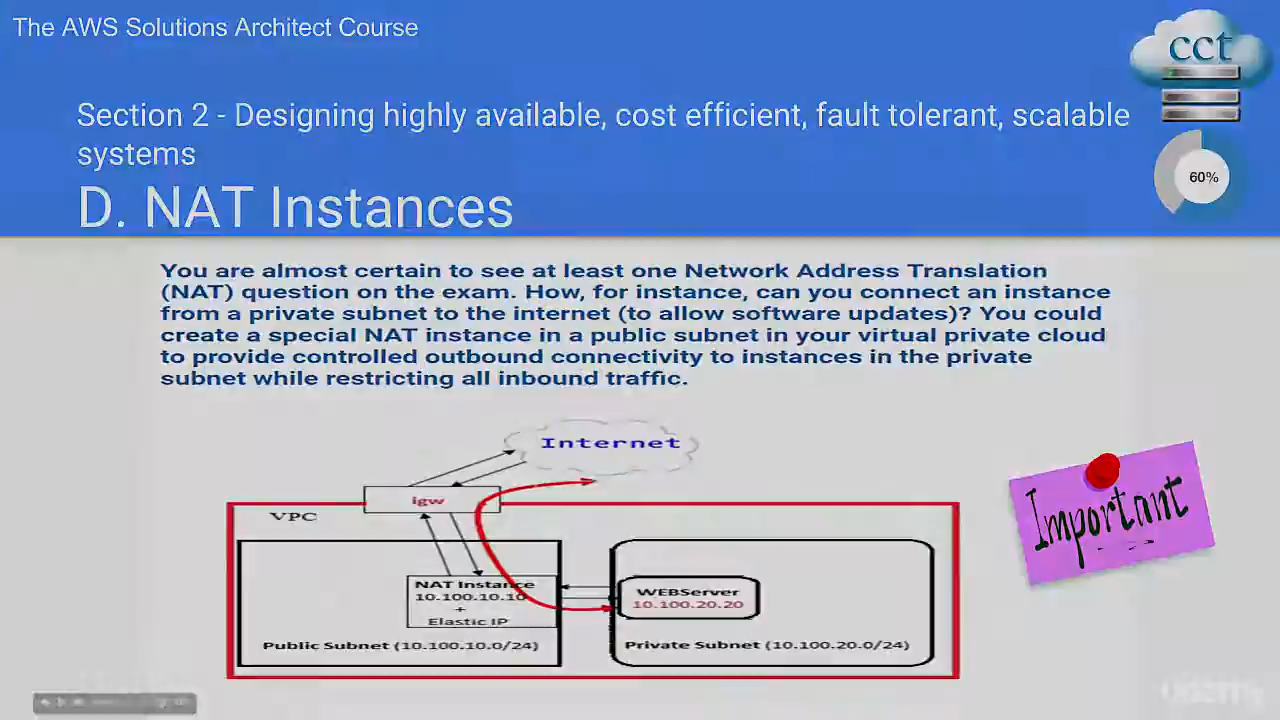 The AWS Solutions Architect Course
cct
Section 2 - Designing highly available, cost efficient, fault tolerant, scalable
systems
60%
D. NAT Instances
You are almost certain to see at least one Network Address Translation
(NAT) question on the exam. How, for instance, can you connect an instance
from a private subnet to the internet (to allow software updates)? You could
create a special NAT instance in a public subnet in your virtual private cloud
to provide controlled outbound connectivity to instances in the private
subnet while restricting all inbound traffic.
Internet
igw
VPC
Important
NAT Instance
10.100.10.10
+
Elastic IP
WEBServer
10.100.20.20
Public Subnet (10.100.10.0/24)
Private Subnet (10.100.20.0/24)